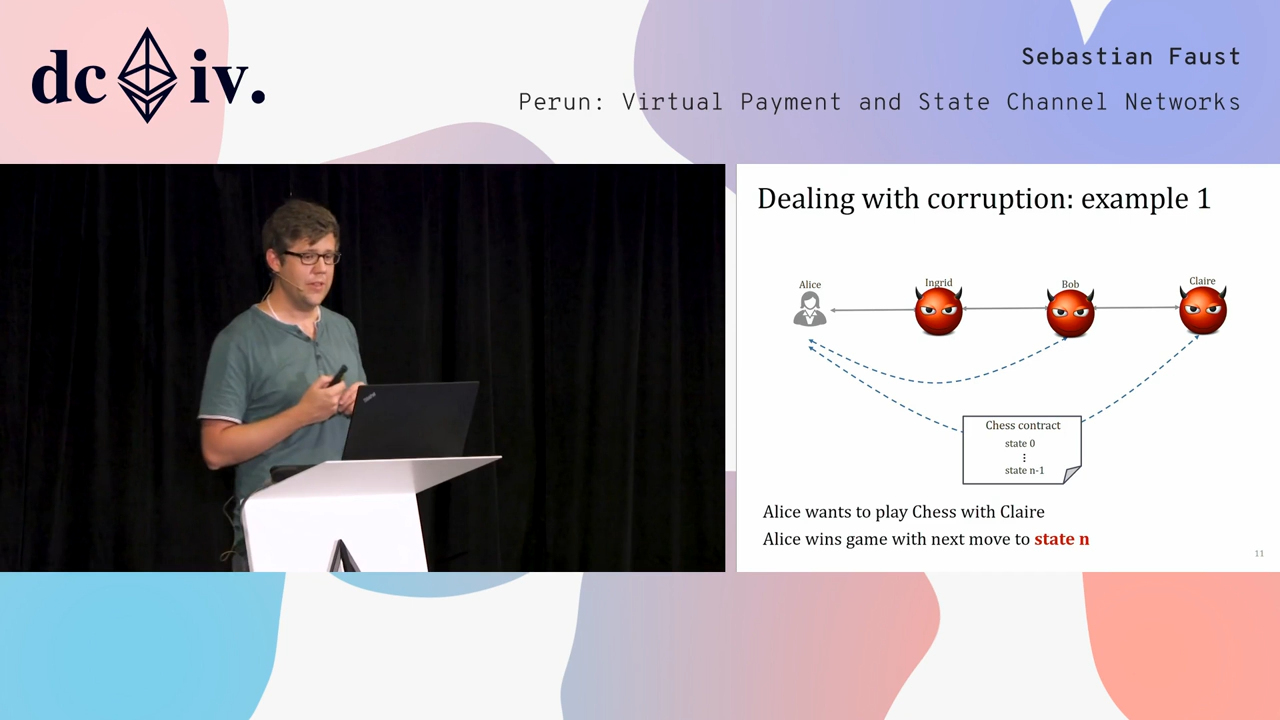 dc iv.
Sebastian Faust
Perun: Virtual Payment and State Channel Networks
Dealing with corruption: example 1
Alice
Ingrid
Bob
Claire
Chess contract
state 0
⋮
state n-1
Alice wants to play Chess with Claire
Alice wins game with next move to state n
11